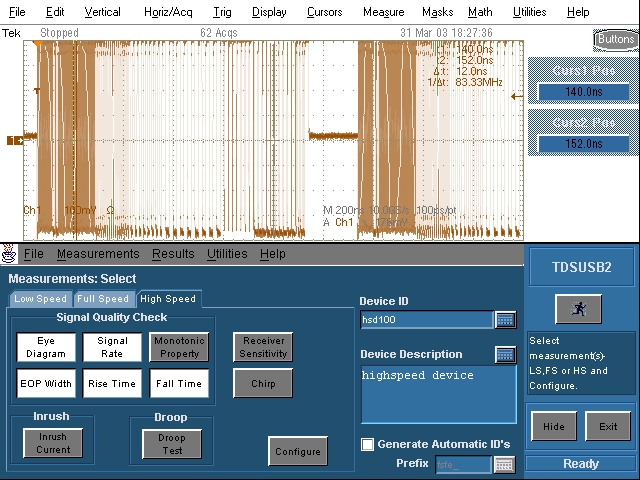 File Edit Vertical Horiz/Acq Trig Display Cursors Measure Masks Math Utilities Help
Tek Stopped 62 Acqs 31 Mar 03 18:27:36
Buttons
t1: 140.0ns
t2: 152.0ns
Δt: 12.0ns
1/Δt: 83.33MHz
Curs1 Pos
140.0ns
Curs2 Pos
152.0ns
1
Ch1 100mV Ω
M 200ns 10.0GS/s 100ps/pt
A Ch1
File Measurements Results Utilities Help
Measurements: Select
Low Speed Full Speed High Speed
Signal Quality Check
Eye Diagram
Signal Rate
Monotonic Property
Receiver Sensitivity
EOP Width
Rise Time
Fall Time
Chirp
Inrush
Inrush Current
Droop
Droop Test
Configure
Device ID
hsd100
Device Description
highspeed device
Generate Automatic ID's
Prefix fsfe_
TDSUSB2
Select
measurement(s)-
LS,FS or HS and
Configure.
Hide Exit
Ready